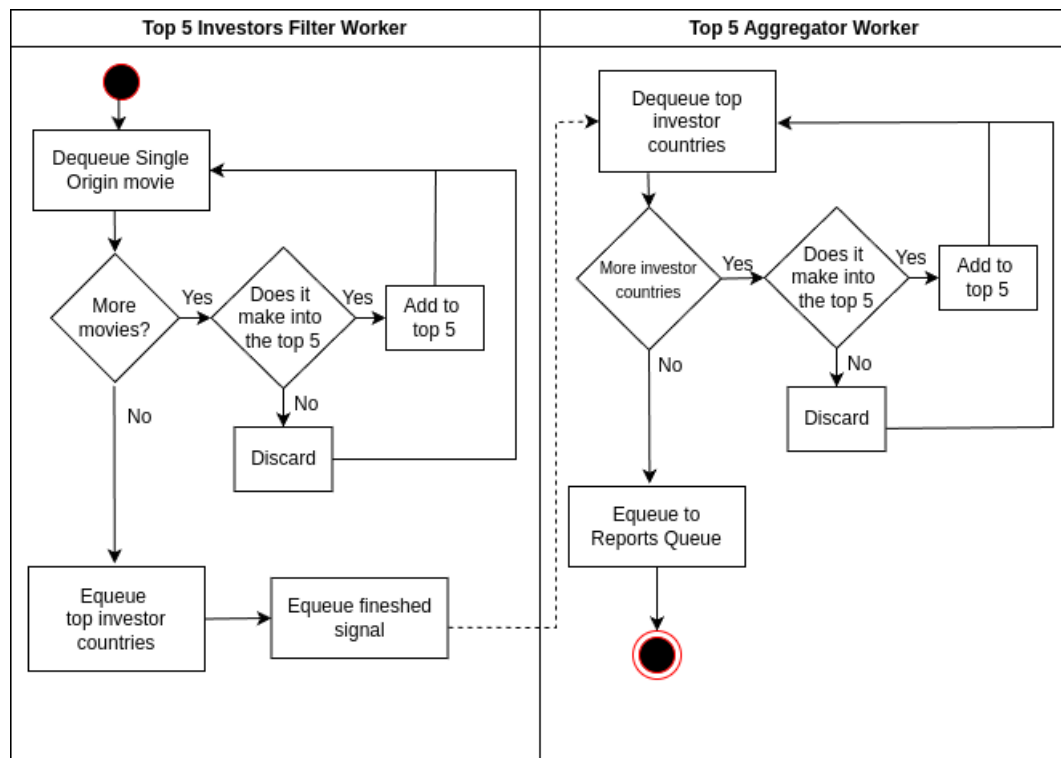 Top 5 Investors Filter Worker
Dequeue Single
Origin movie
More
movies?
Yes
Does it
make into
the top 5
Yes
Add to
top 5
No
Discard
No
Equeue
top investor
countries
Equeue fineshed
signal
Top 5 Aggregator Worker
Dequeue top
investor
countries
More investor
countries
Yes
Does it
make into
the top 5
Yes
Add to
top 5
No
Discard
No
Equeue to
Reports Queue